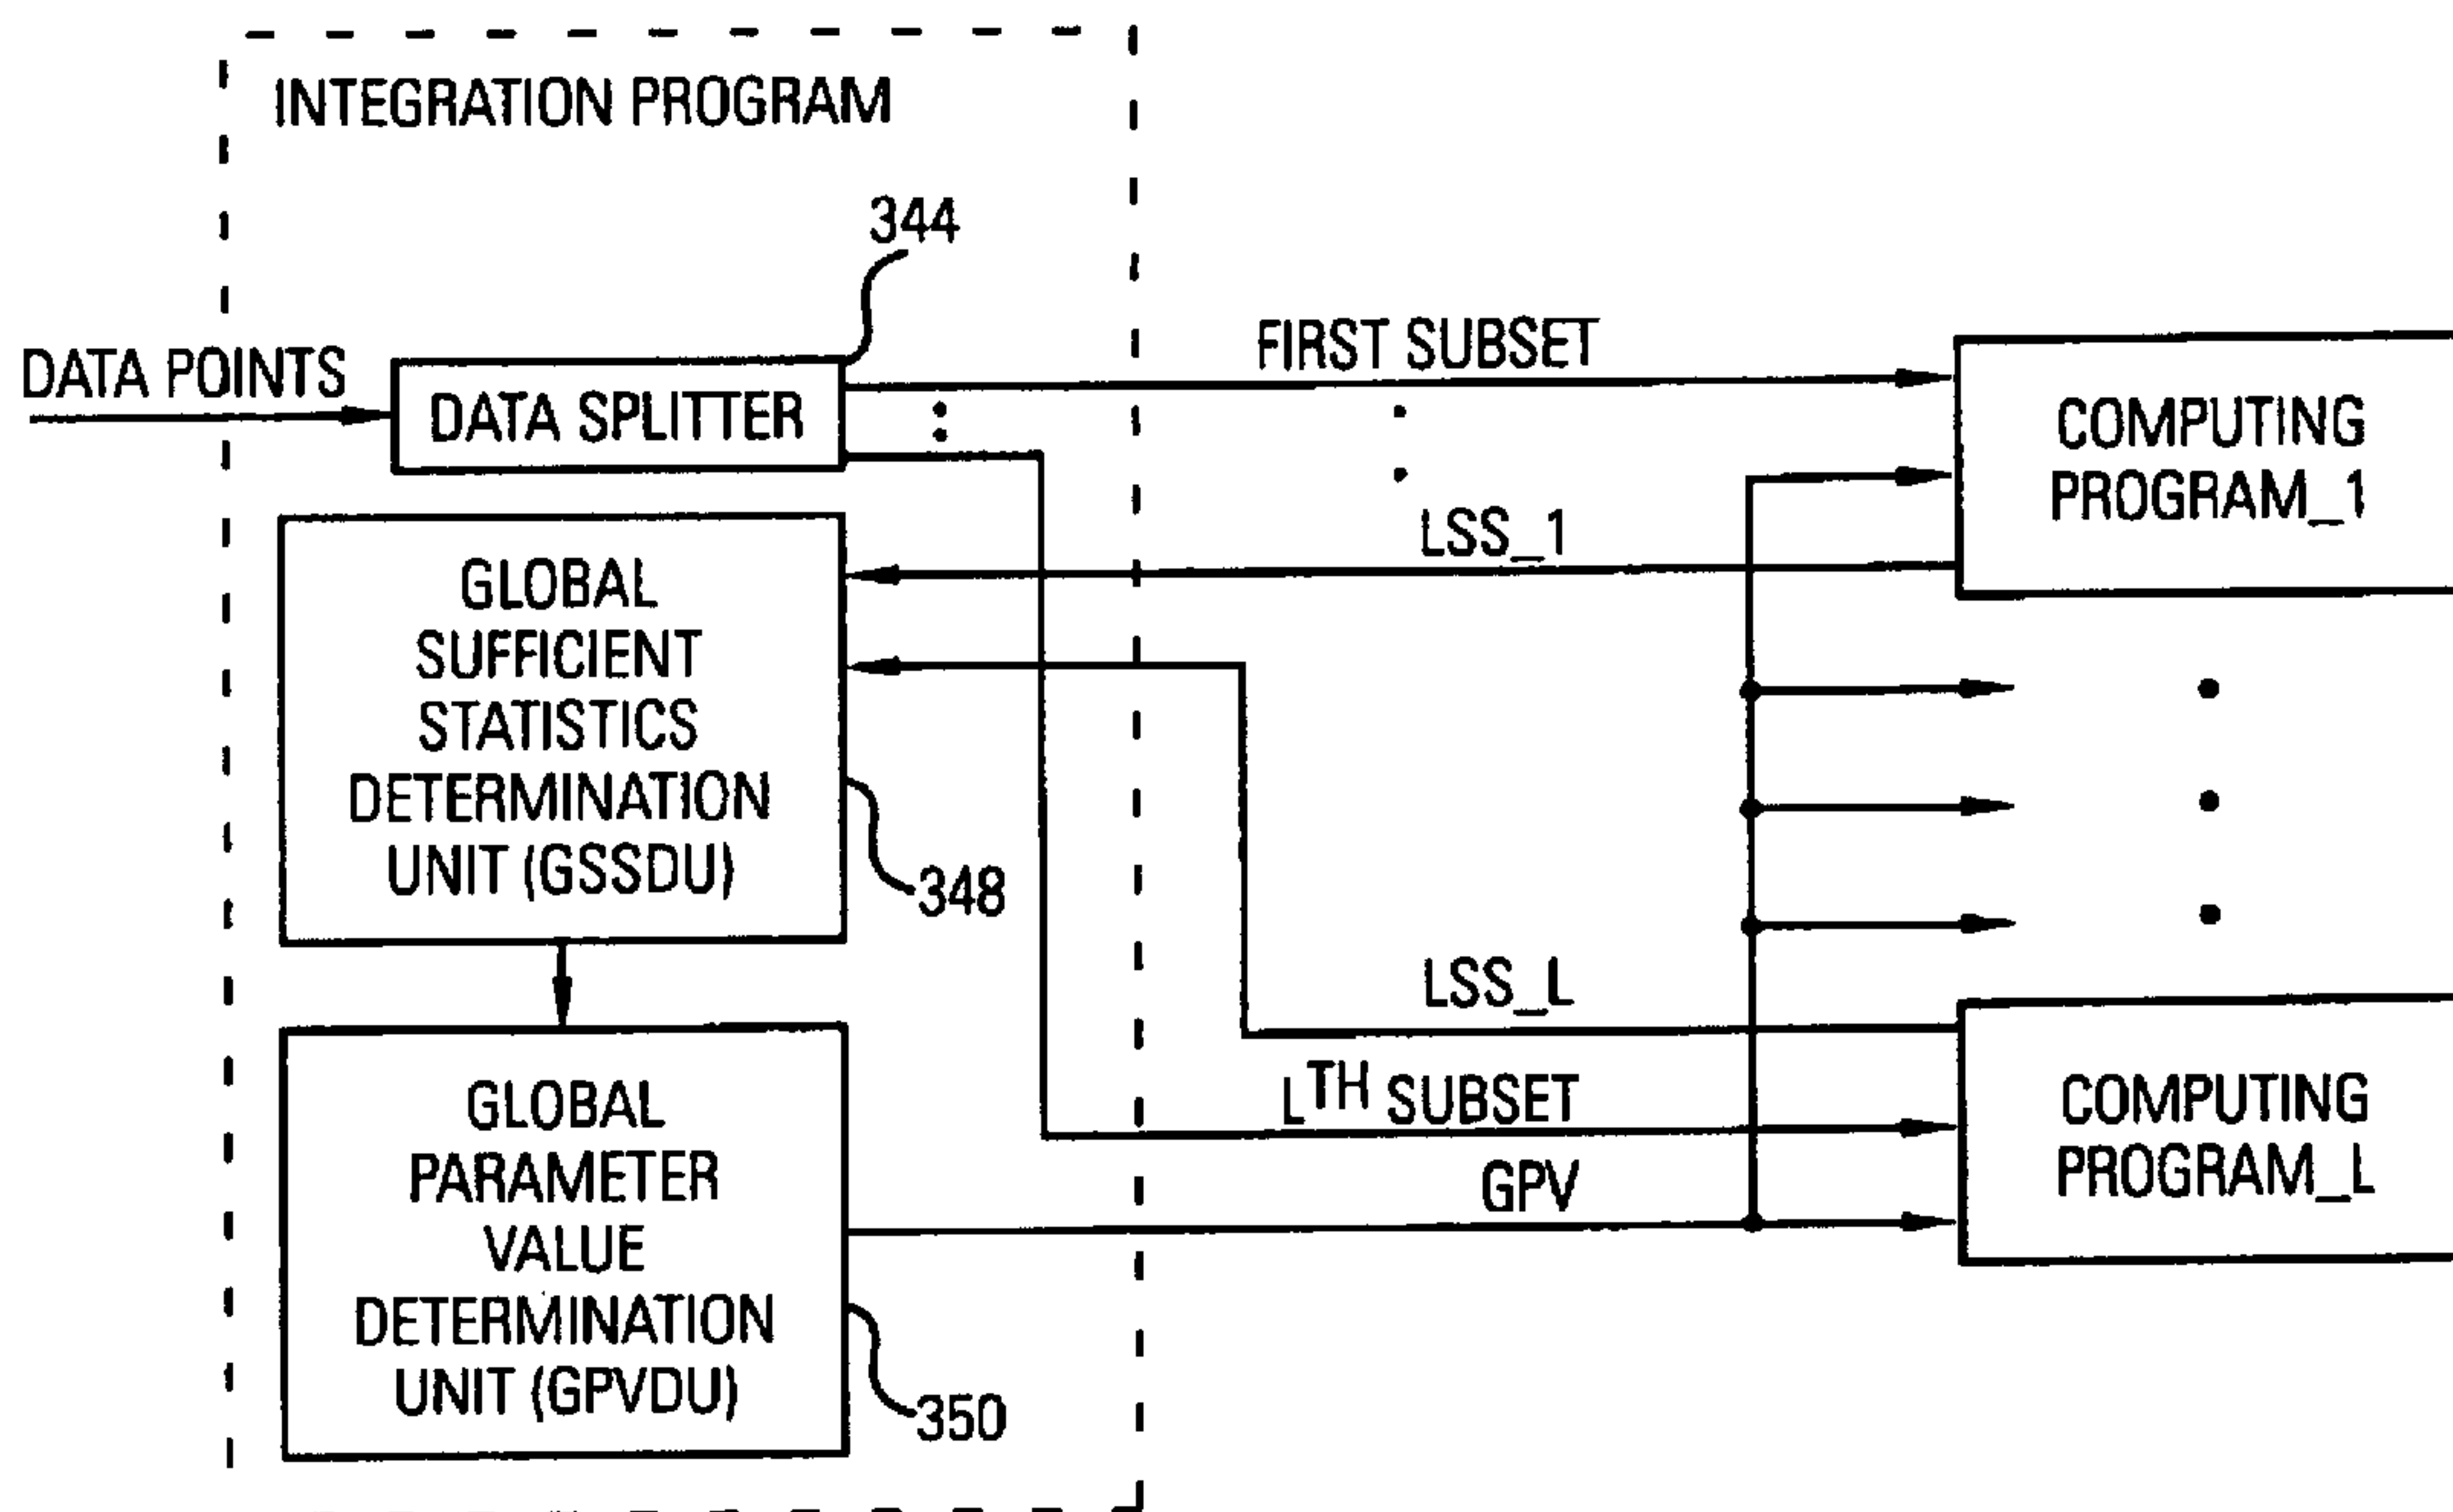 INTEGRATION PROGRAM
344
DATA POINTS
DATA SPLITTER
FIRST SUBSET
COMPUTING
PROGRAM_1
LSS_1
GLOBAL
SUFFICIENT
STATISTICS
DETERMINATION
UNIT (GSSDU)
348
LSS_L
LTH SUBSET
GPV
COMPUTING
PROGRAM_L
GLOBAL
PARAMETER
VALUE
DETERMINATION
UNIT (GPVDU)
350